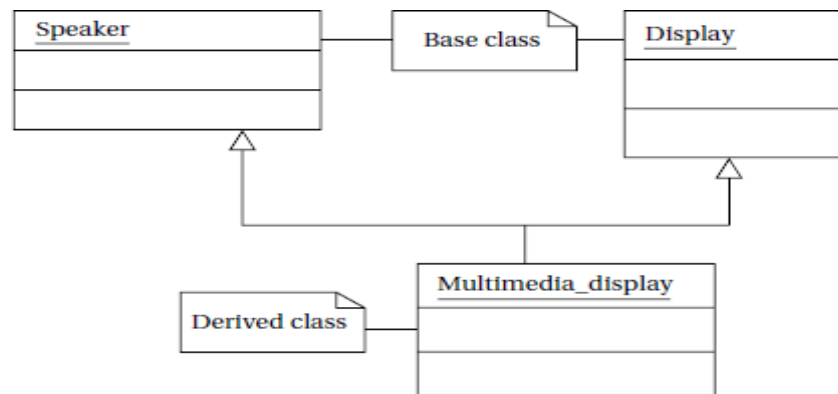 Speaker
Base class
Display
Multimedia_display
Derived class